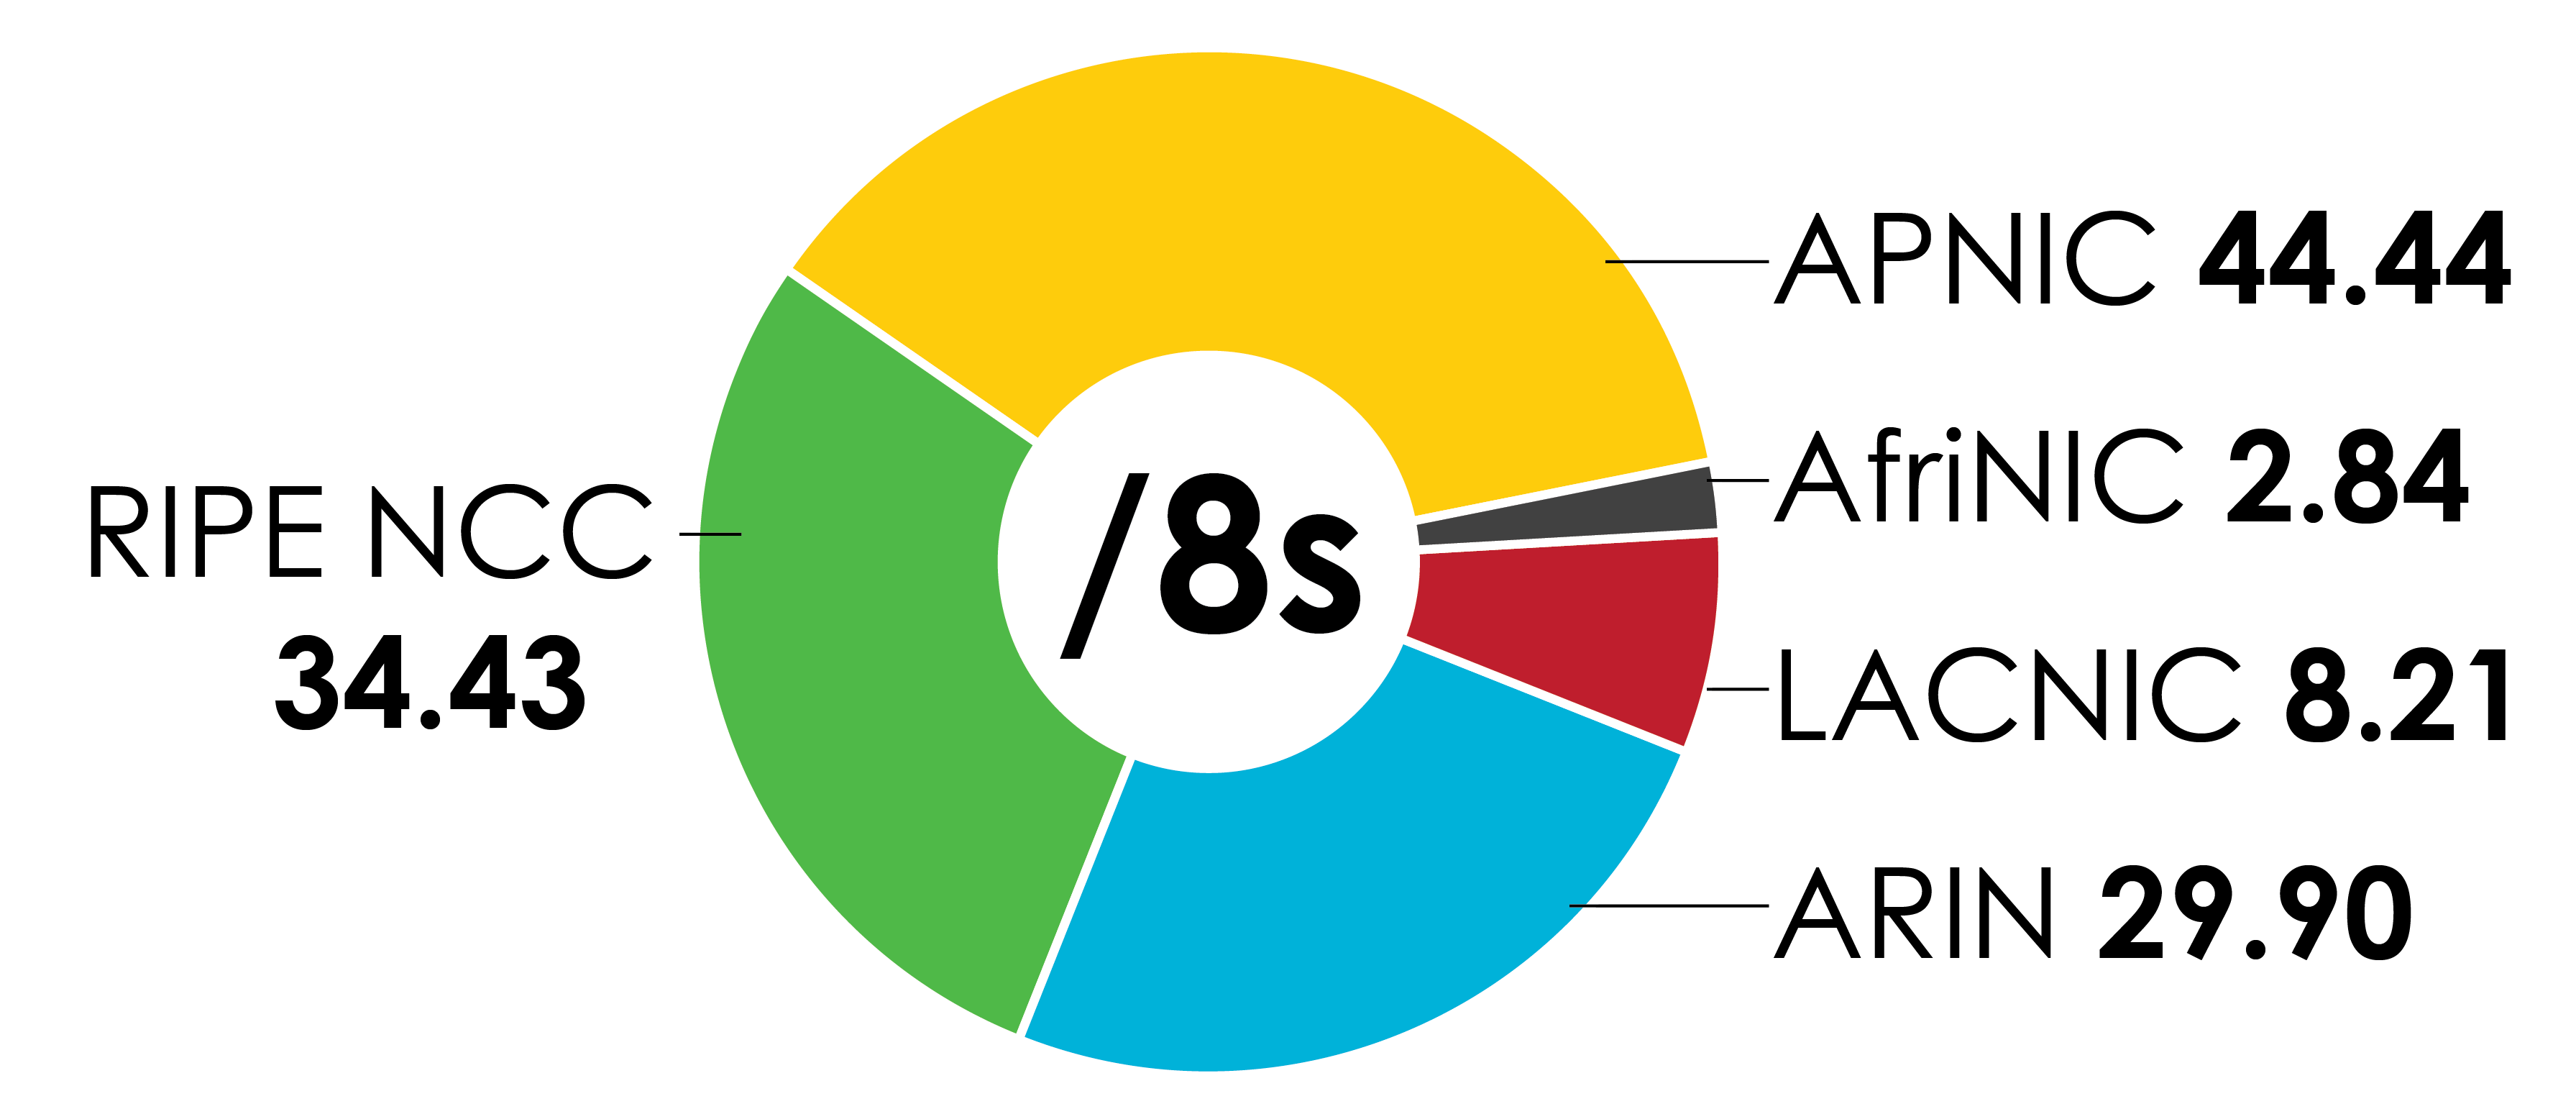 APNIC 44.44
AfriNIC 2.84
RIPE NCC
34.43
/8s
LACNIC 8.21
ARIN 29.90